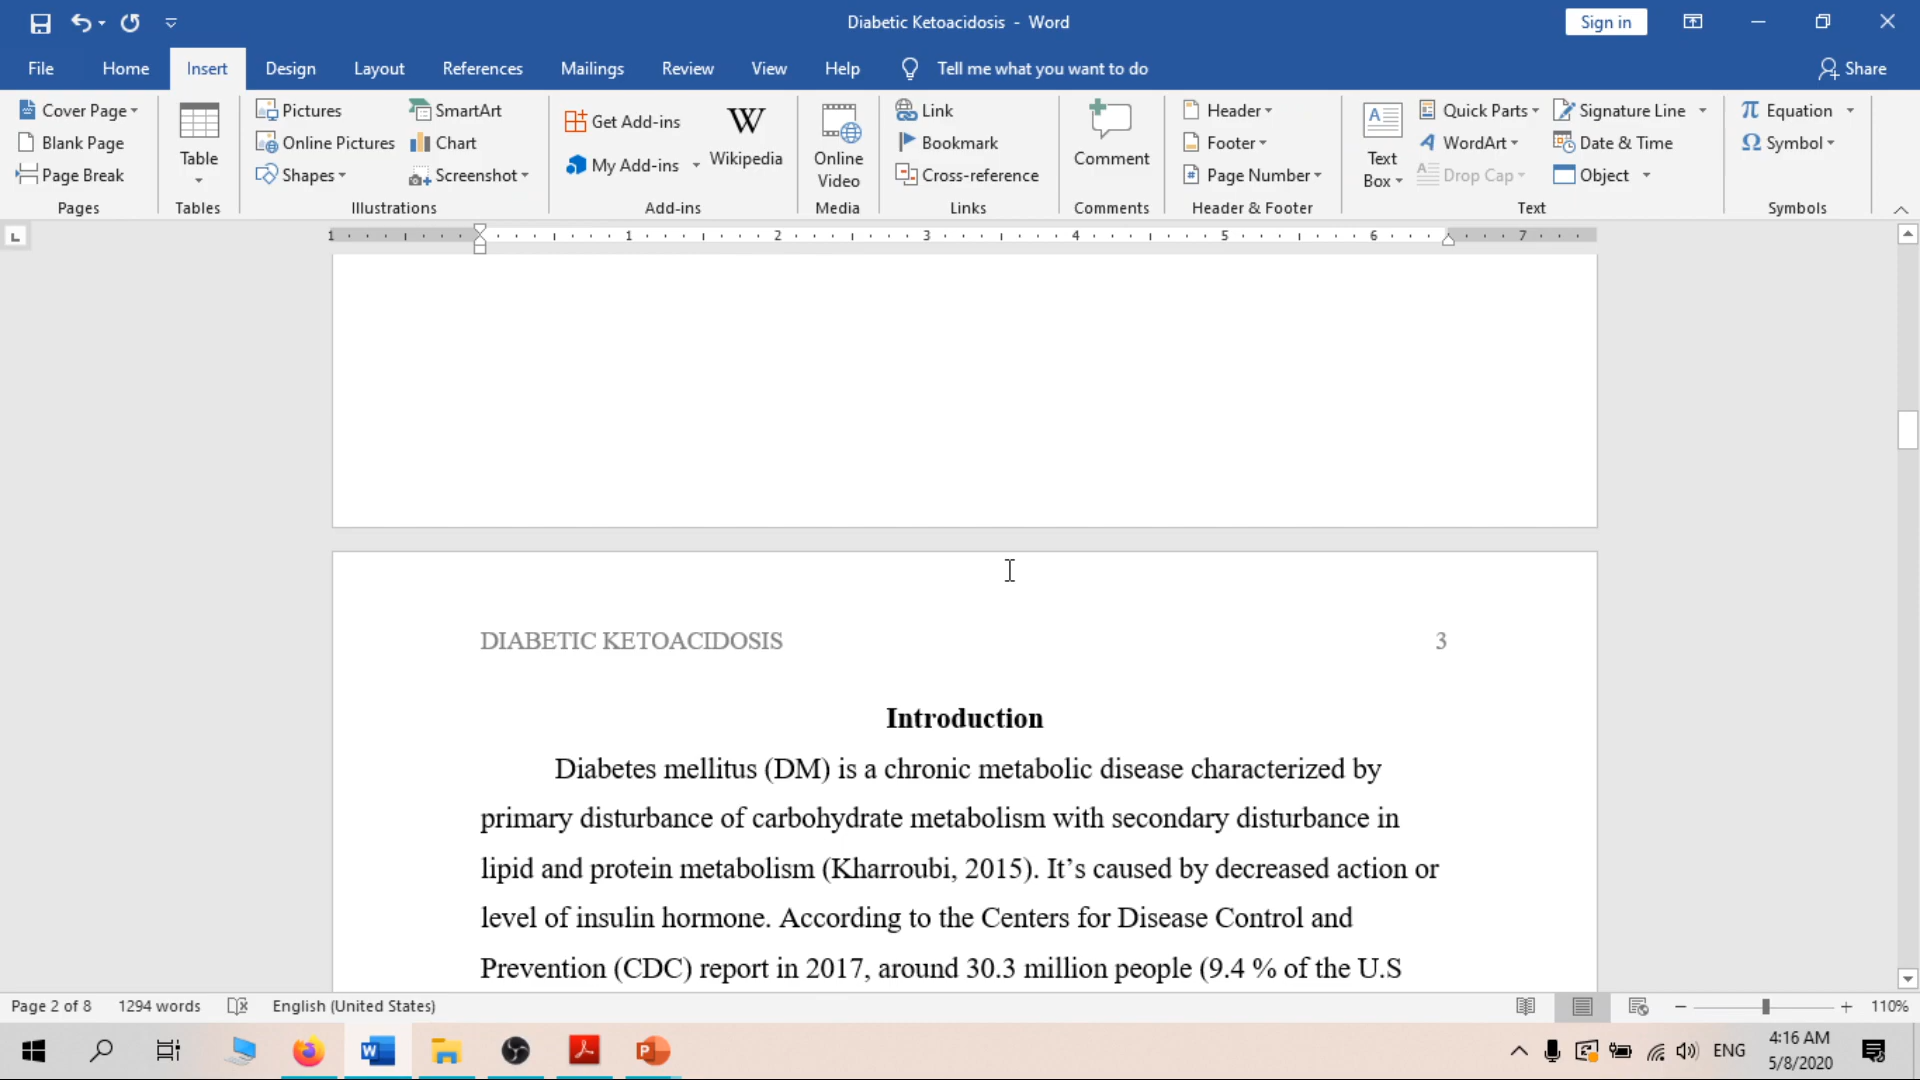 Diabetic Ketoacidosis - Word
Sign in
File Home Insert Design Layout References Mailings Review View Help Tell me what you want to do Share
Cover Page
Blank Page
Page Break
Pages
Table
Tables
Pictures
Online Pictures
Shapes
SmartArt
Chart
Screenshot
Illustrations
Get Add-ins
My Add-ins
W
Wikipedia
Add-ins
Online
Video
Media
Link
Bookmark
Cross-reference
Links
Comment
Comments
Header
Footer
Page Number
Header & Footer
Text
Box
Quick Parts
WordArt
Drop Cap
Signature Line
Date & Time
Object
Text
π Equation
Ω Symbol
Symbols
1 1 2 3 4 5 6 7
DIABETIC KETOACIDOSIS 3
Introduction
Diabetes mellitus (DM) is a chronic metabolic disease characterized by
primary disturbance of carbohydrate metabolism with secondary disturbance in
lipid and protein metabolism (Kharroubi, 2015). It’s caused by decreased action or
level of insulin hormone. According to the Centers for Disease Control and
Prevention (CDC) report in 2017, around 30.3 million people (9.4 % of the U.S
Page 2 of 8 1294 words English (United States) 110%
ENG
4:16 AM
5/8/2020